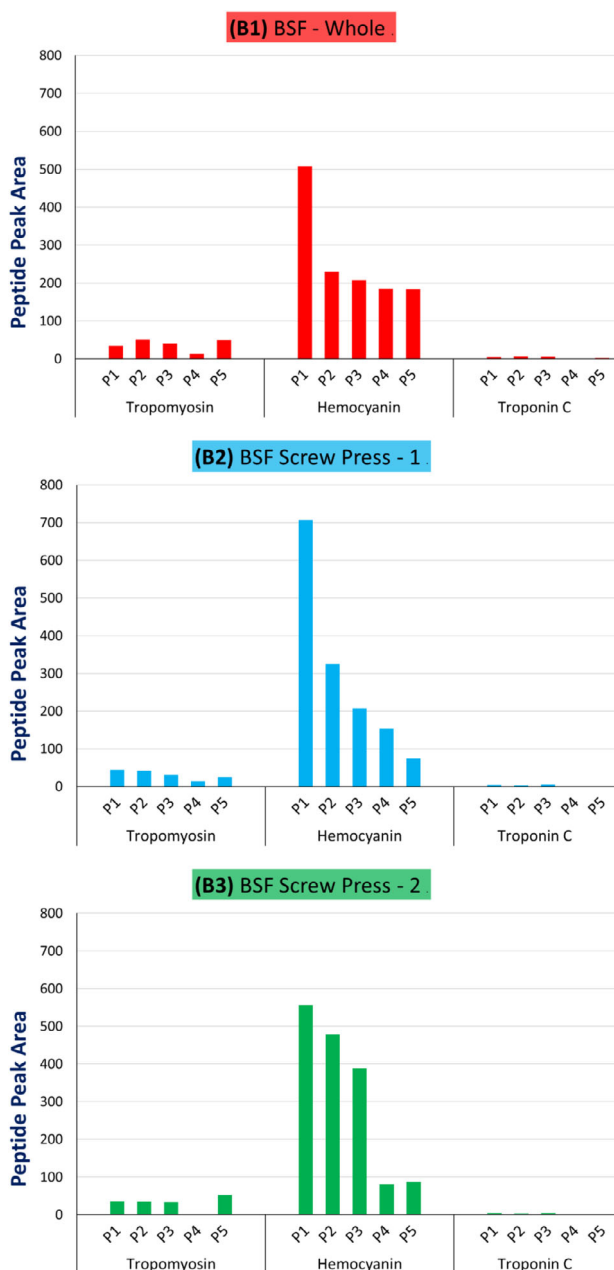 (B1) BSF - Whole .
800
700
600
500
400
300
200
100
0
Peptide Peak Area
P1 P2 P3 P4 P5 P1 P2 P3 P4 P5 P1 P2 P3 P4 P5
Tropomyosin Hemocyanin Troponin C
(B2) BSF Screw Press - 1 .
800
700
600
500
400
300
200
100
0
Peptide Peak Area
P1 P2 P3 P4 P5 P1 P2 P3 P4 P5 P1 P2 P3 P4 P5
Tropomyosin Hemocyanin Troponin C
(B3) BSF Screw Press - 2 .
800
700
600
500
400
300
200
100
0
Peptide Peak Area
P1 P2 P3 P4 P5 P1 P2 P3 P4 P5 P1 P2 P3 P4 P5
Tropomyosin Hemocyanin Troponin C